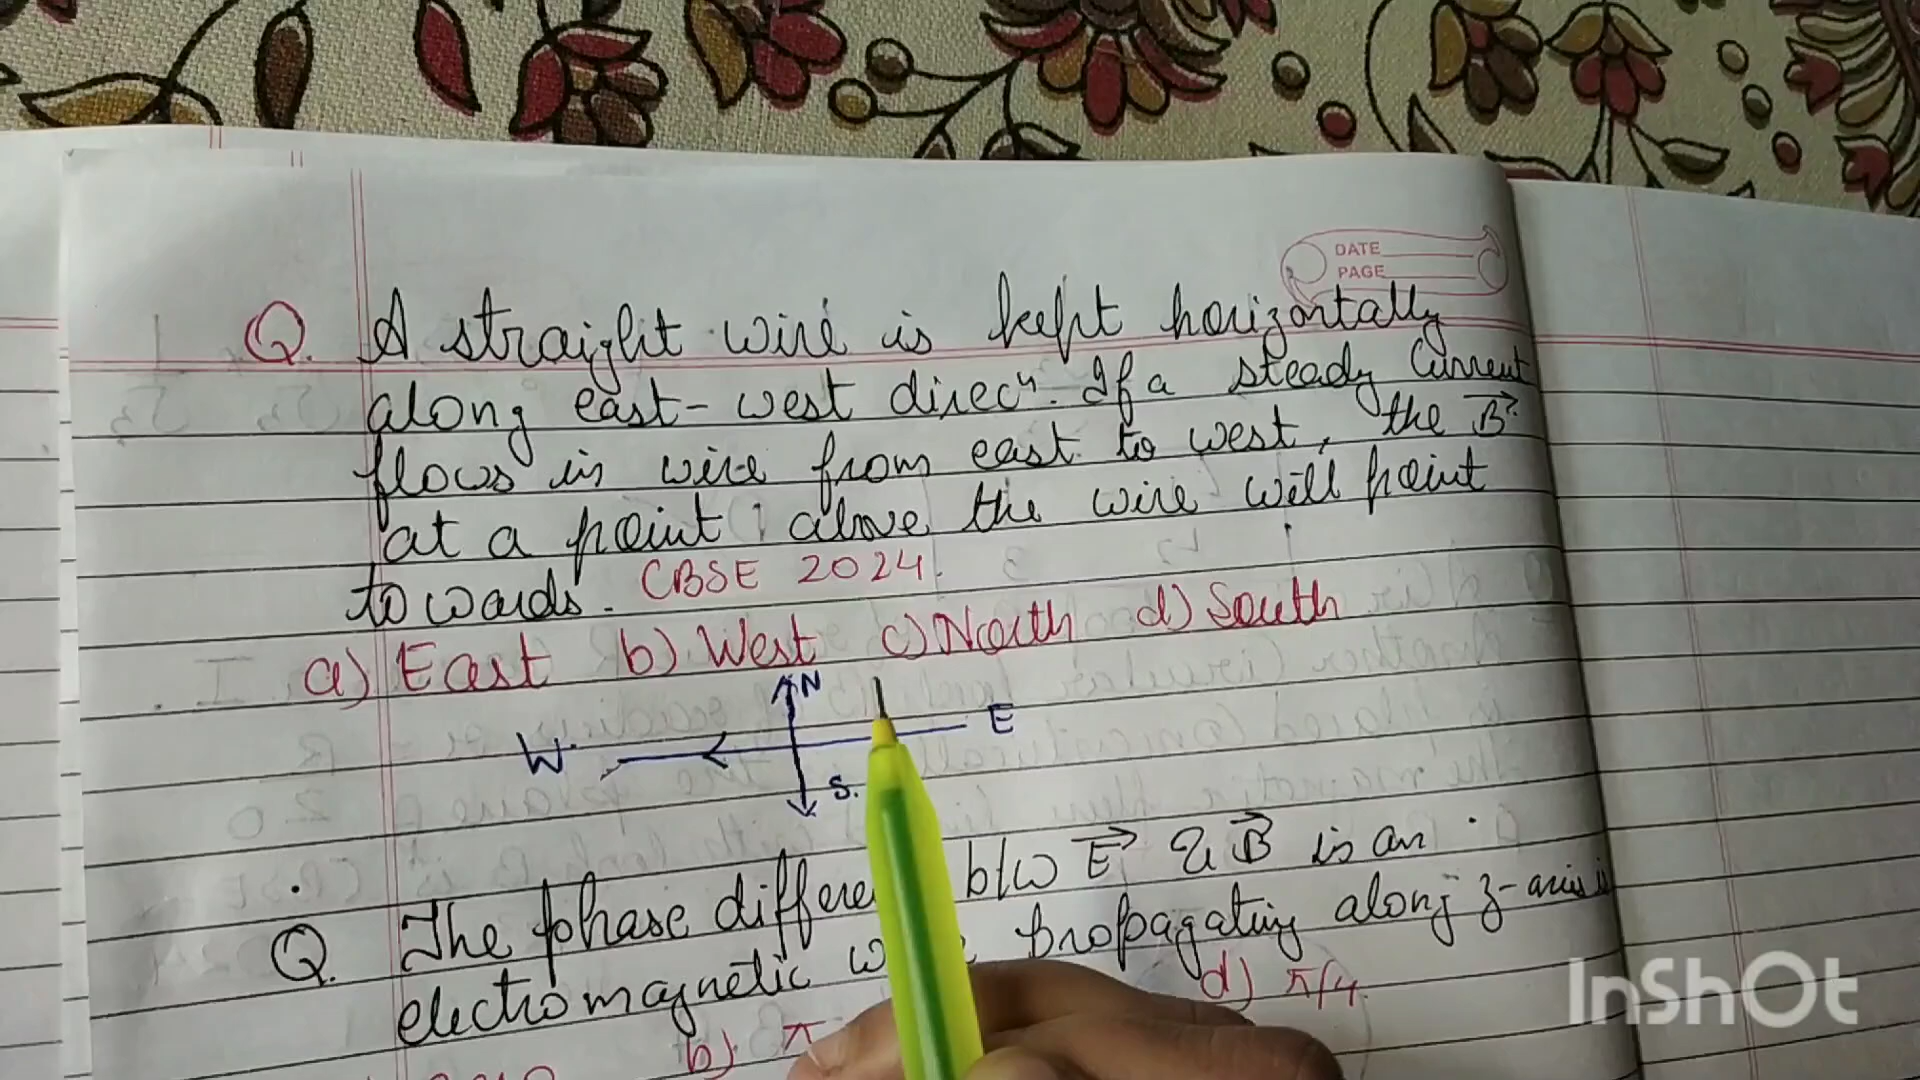 DATE
PAGE
Q. A straight wire is kept horizontally
along east-west direcⁿ. If a steady Current
flows in wire from east to west, the B⃗
at a point above the wire will point
towards. CBSE 2024.
a) East b) West c) North d) South
N
W E
S.
Q. The phase b/w E⃗ & B⃗ is an
electromagnetic propagating along z-axis is
b) π d) π/4
InShOt